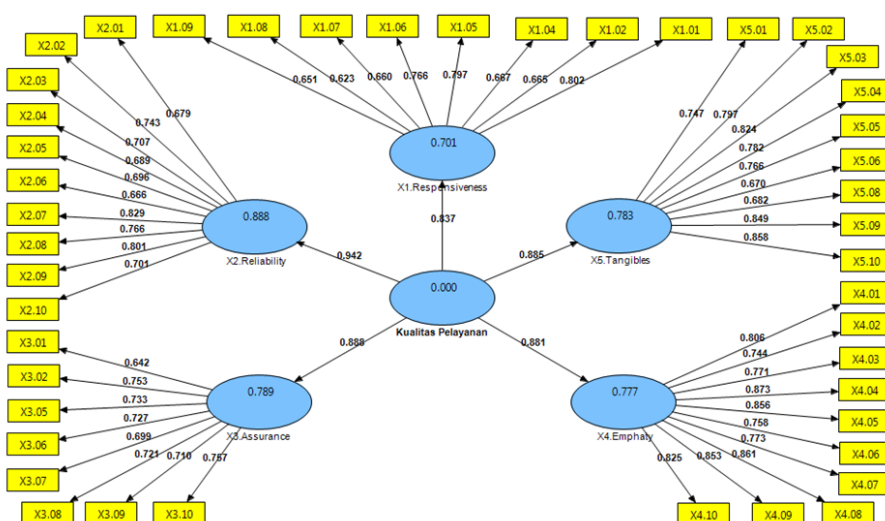 X1.09
X1.08
X1.07
X1.06
X1.05
X1.04
X1.02
X1.01
0.651
0.623
0.660
0.766
0.797
0.667
0.665
0.802
0.701
X1.Responsiveness
X2.01
X2.02
X2.03
X2.04
X2.05
X2.06
X2.07
X2.08
X2.09
X2.10
0.679
0.743
0.707
0.689
0.696
0.666
0.829
0.766
0.801
0.701
0.888
X2.Reliability
X5.01
X5.02
X5.03
X5.04
X5.05
X5.06
X5.08
X5.09
X5.10
0.747
0.797
0.824
0.782
0.766
0.670
0.682
0.849
0.858
0.783
X5.Tangibles
0.837
0.942
0.885
0.000
Kualitas Pelayanan
0.888
0.881
X3.01
X3.02
X3.05
X3.06
X3.07
X3.08
X3.09
X3.10
0.642
0.753
0.733
0.727
0.699
0.721
0.710
0.757
0.789
X3.Assurance
X4.01
X4.02
X4.03
X4.04
X4.05
X4.06
X4.07
X4.08
X4.09
X4.10
0.806
0.744
0.771
0.873
0.856
0.758
0.773
0.861
0.853
0.825
0.777
X4.Emphaty